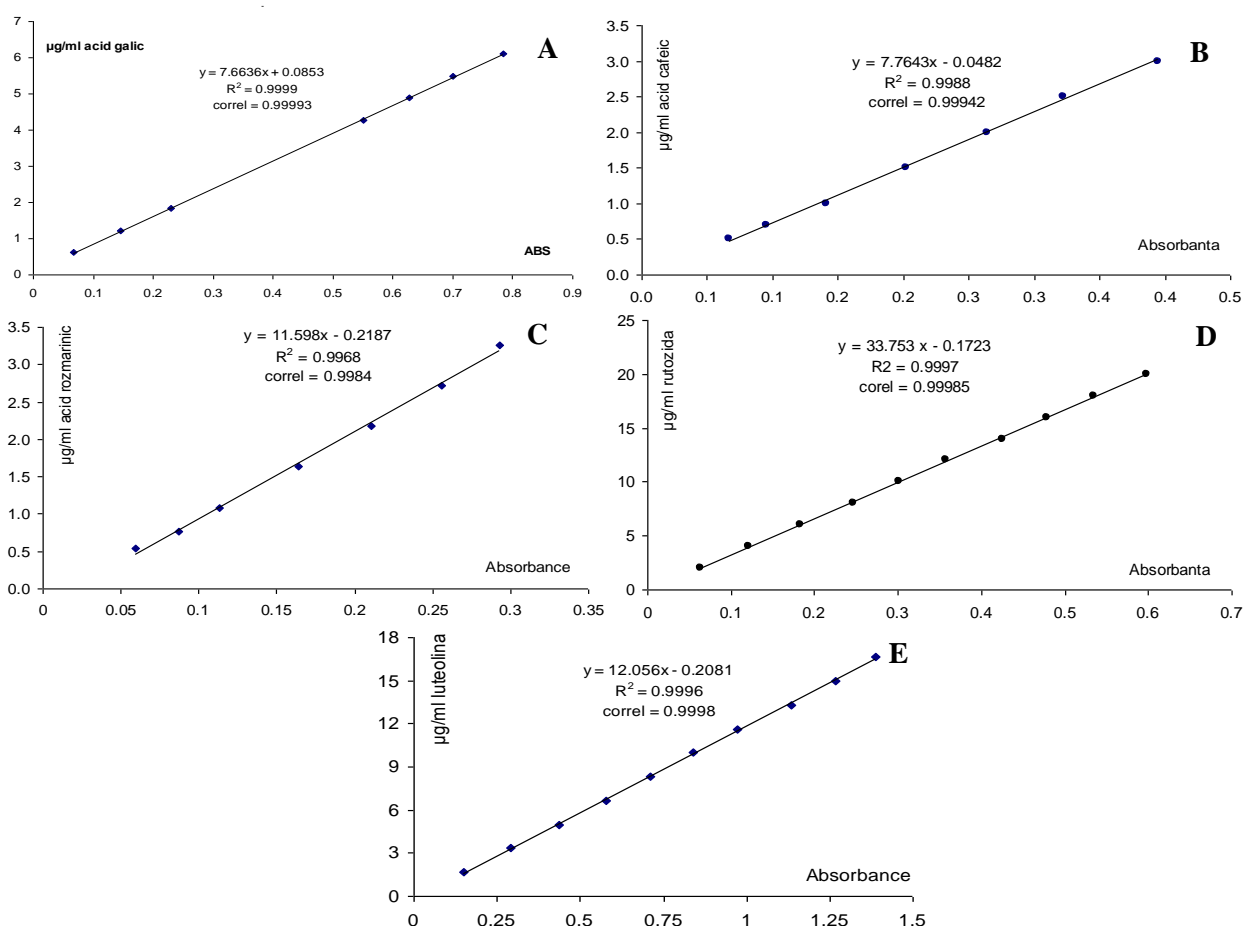 A
µg/ml acid galic
y = 7.6636x + 0.0853
R² = 0.9999
correl = 0.99993
ABS
7
6
5
4
3
2
1
0
0 0.1 0.2 0.3 0.4 0.5 0.6 0.7 0.8 0.9
B
µg/ml acid cafeic
y = 7.7643x - 0.0482
R² = 0.9988
correl = 0.99942
Absorbanta
3.5
3.0
2.5
2.0
1.5
1.0
0.5
0.0
0.0 0.1 0.1 0.2 0.2 0.3 0.3 0.4 0.4 0.5
C
µg/ml acid rozmarinic
y = 11.598x - 0.2187
R² = 0.9968
correl = 0.9984
Absorbance
3.5
3.0
2.5
2.0
1.5
1.0
0.5
0.0
0 0.05 0.1 0.15 0.2 0.25 0.3 0.35
D
µg/ml rutozida
y = 33.753 x - 0.1723
R2 = 0.9997
corel = 0.99985
Absorbanta
25
20
15
10
5
0
0 0.1 0.2 0.3 0.4 0.5 0.6 0.7
E
µg/ml luteolina
y = 12.056x - 0.2081
R² = 0.9996
correl = 0.9998
Absorbance
18
15
12
9
6
3
0
0 0.25 0.5 0.75 1 1.25 1.5